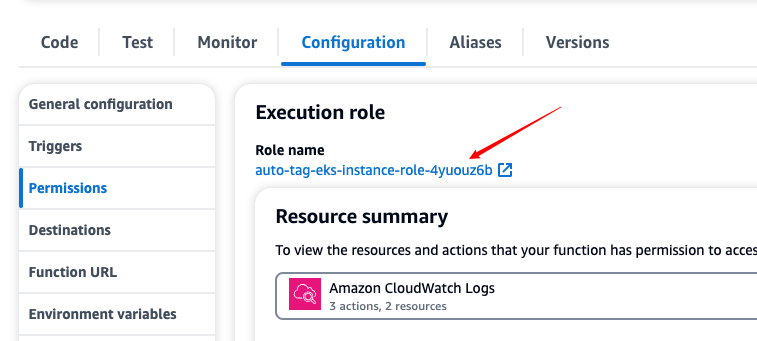 Code Test Monitor Configuration Aliases Versions
General configuration
Triggers
Permissions
Destinations
Function URL
Environment variables
Execution role
Role name
auto-tag-eks-instance-role-4yuouz6b
Resource summary
To view the resources and actions that your function has permission to acce
Amazon CloudWatch Logs
3 actions, 2 resources